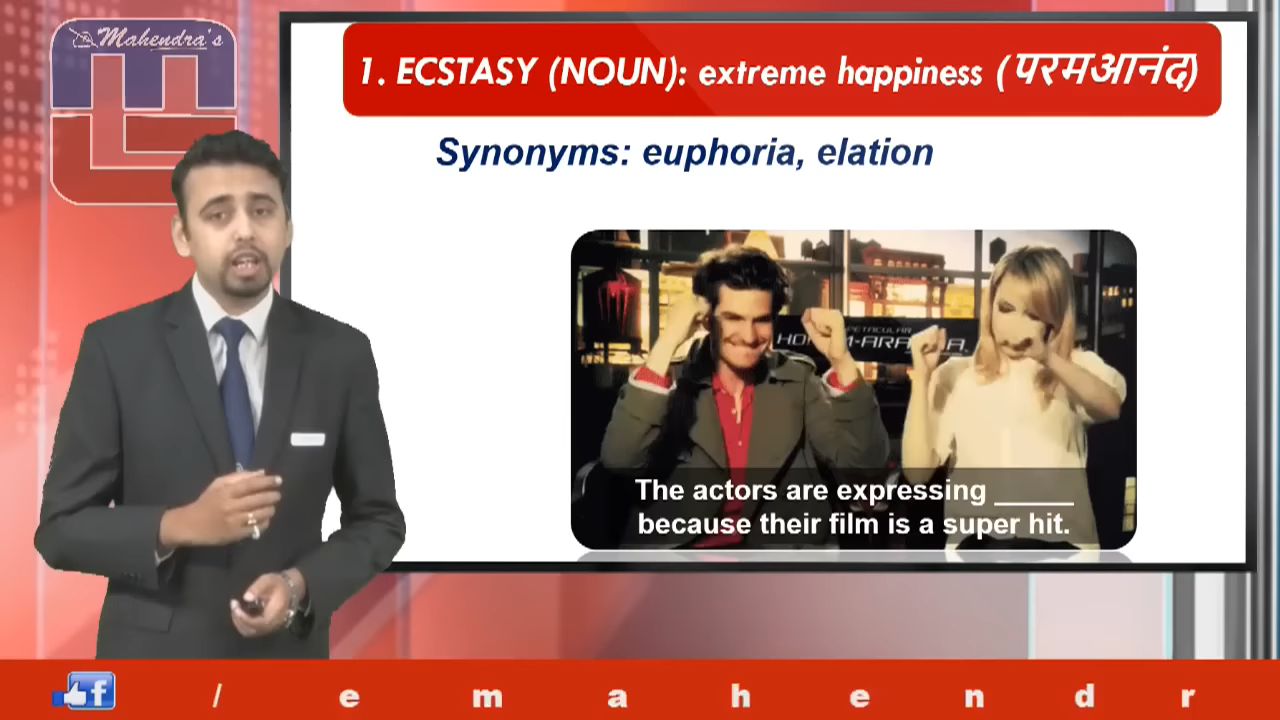 Mahendra's
1. ECSTASY (NOUN): extreme happiness (परमआनंद)
Synonyms: euphoria, elation
PETACULAR
The actors are expressing _____
because their film is a super hit.
f / e m a h e n d r